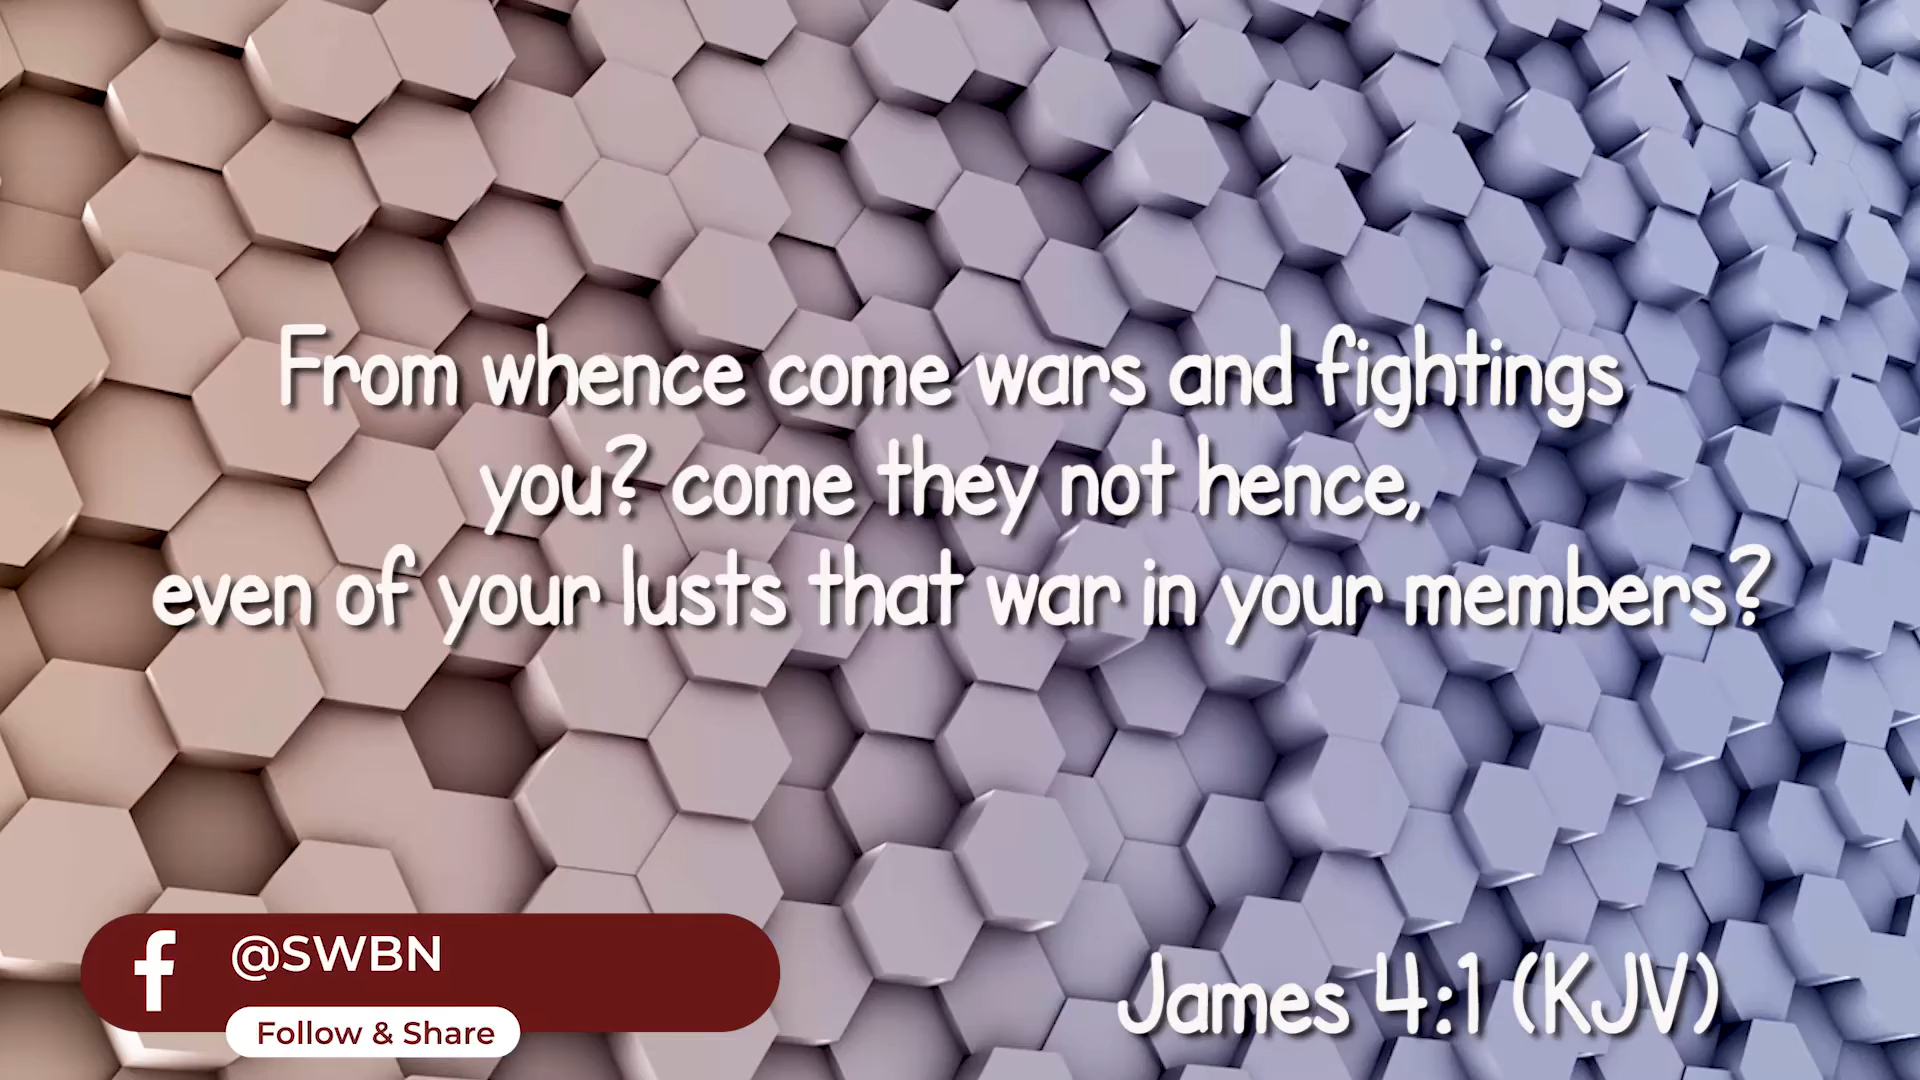 From whence come wars and fightings
you? come they not hence,
even of your lusts that war in your members?
@SWBN
Follow & Share
James 4:1 (KJV)